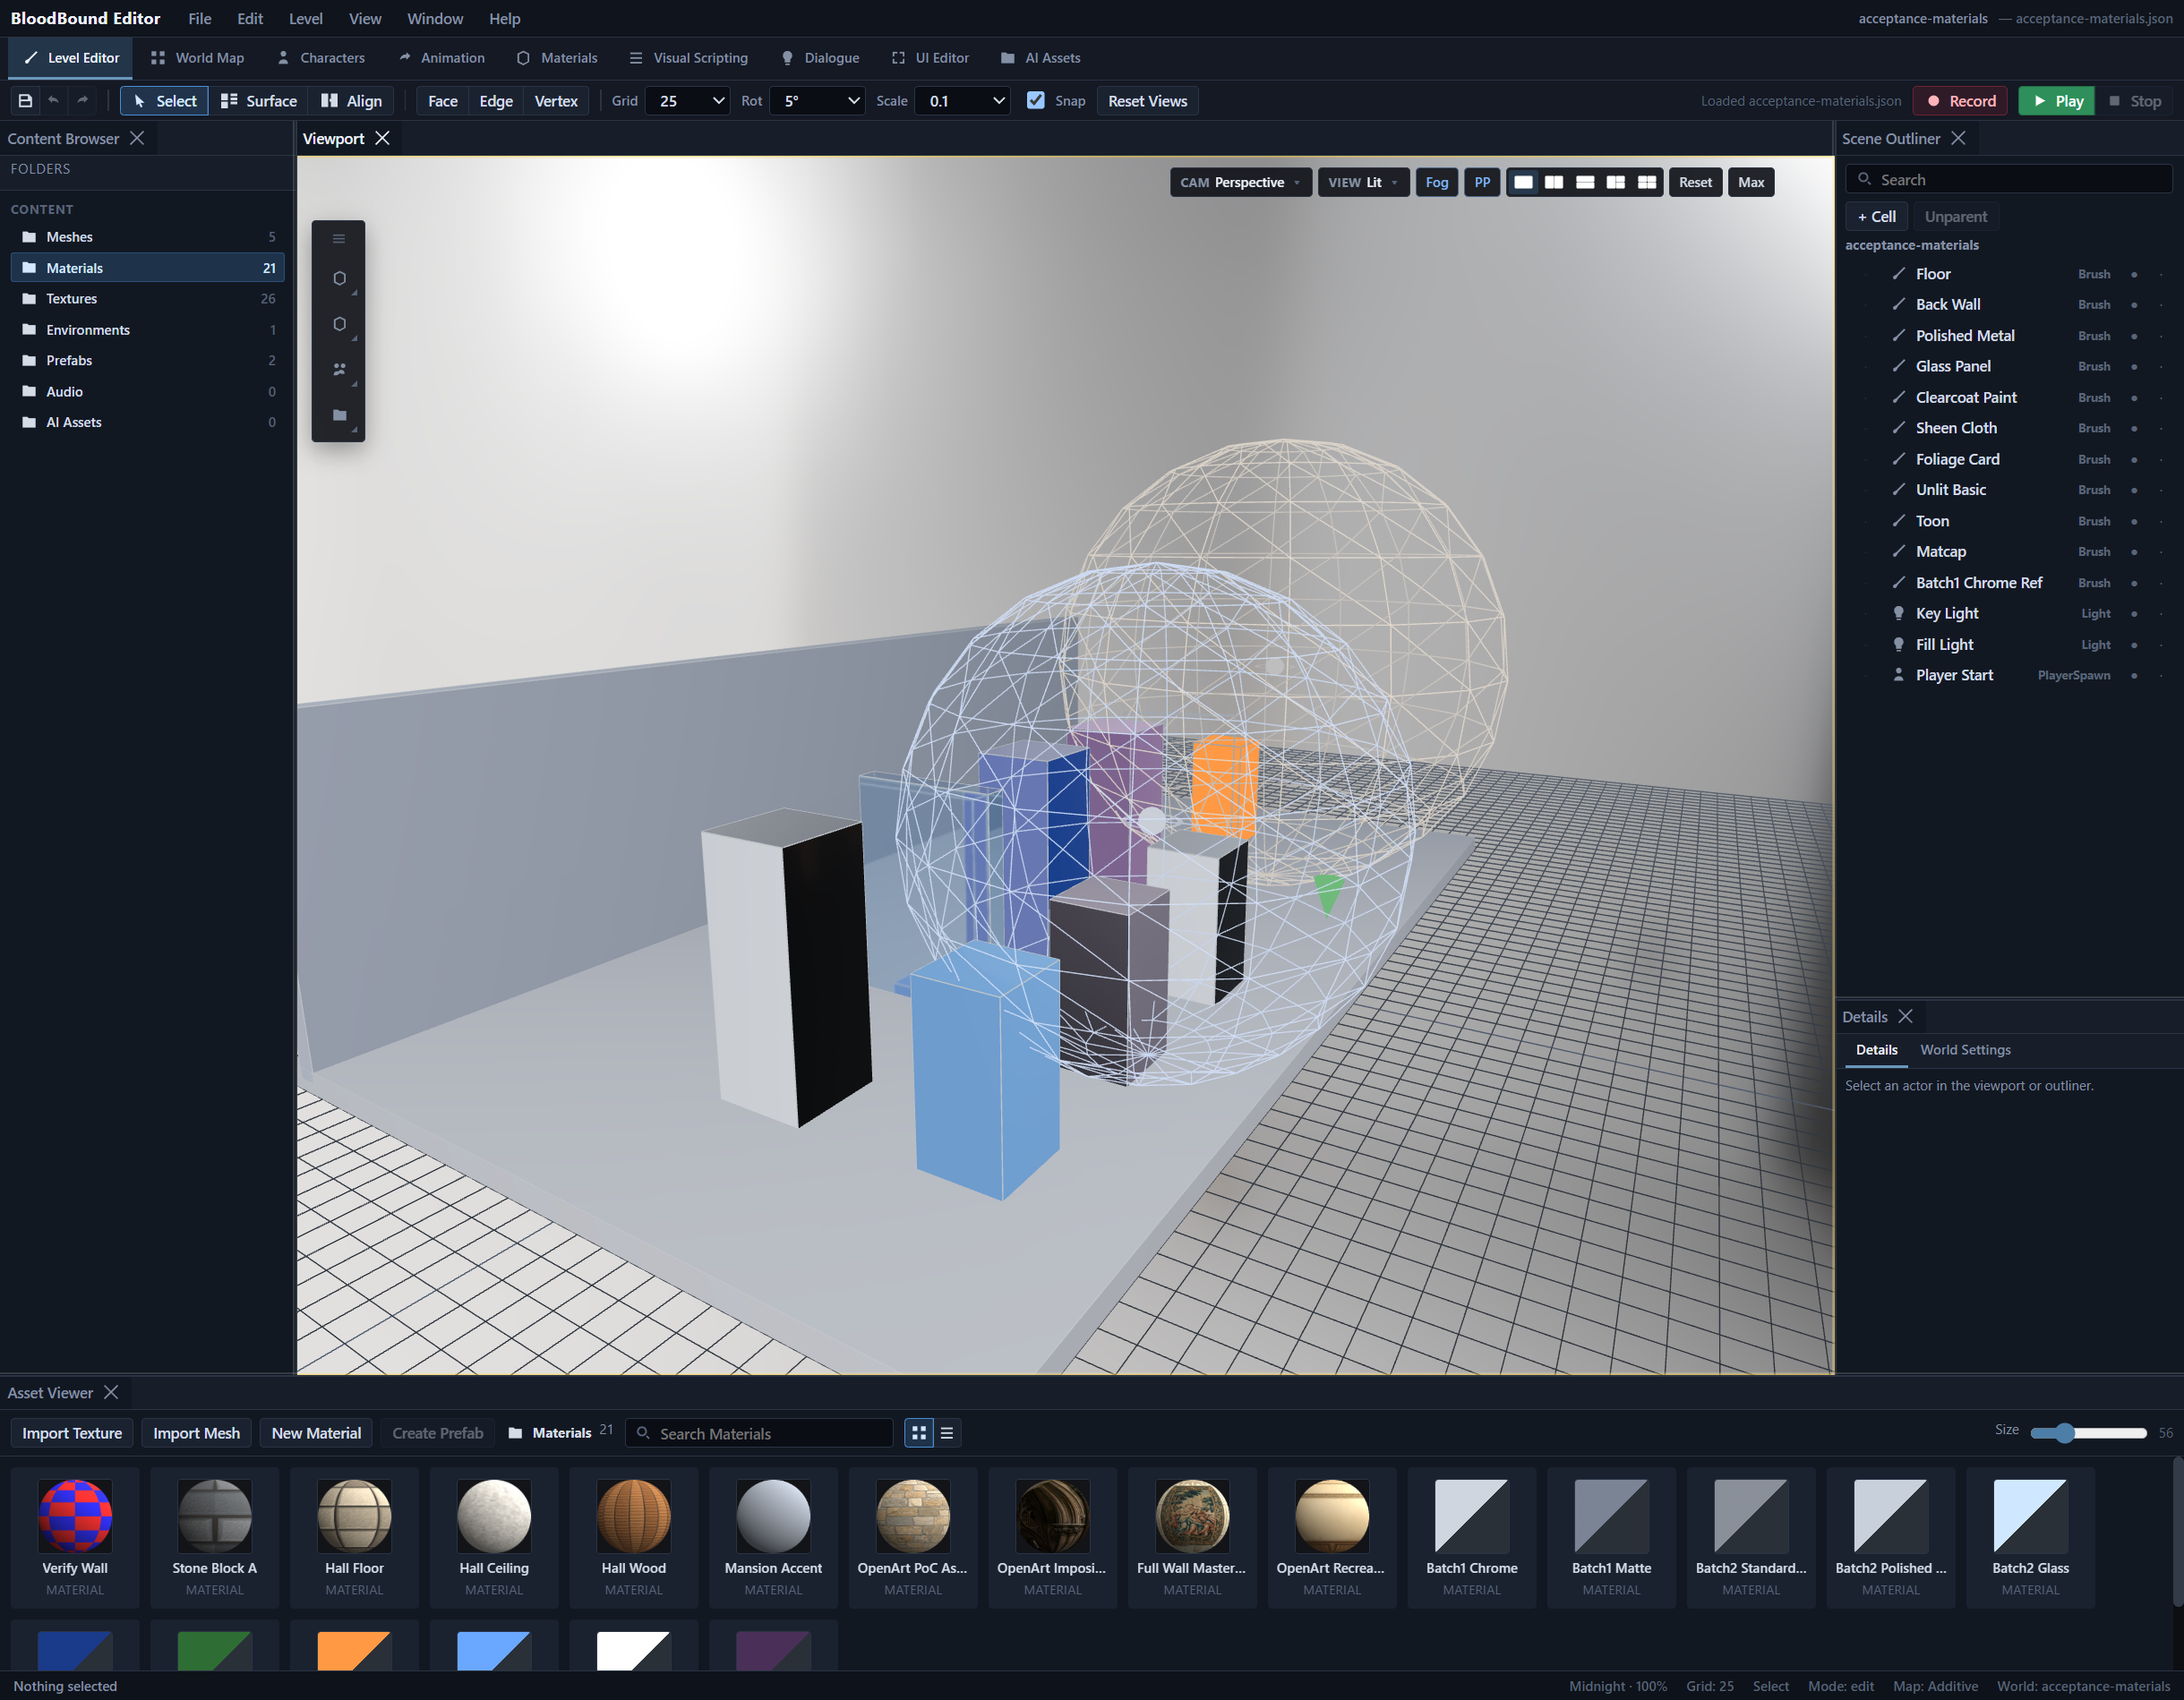 BloodBound Editor File Edit Level View Window Help acceptance-materials — acceptance-materials.json
Level Editor World Map Characters Animation Materials Visual Scripting Dialogue UI Editor AI Assets
Select Surface Align Face Edge Vertex Grid 25 Rot 5° Scale 0.1 Snap Reset Views Loaded acceptance-materials.json Record Play Stop
Content Browser
FOLDERS
CONTENT
Meshes 5
Materials 21
Textures 26
Environments 1
Prefabs 2
Audio 0
AI Assets 0
Viewport
CAM Perspective VIEW Lit Fog PP Reset Max
Scene Outliner
Search
+ Cell Unparent
acceptance-materials
Floor Brush
Back Wall Brush
Polished Metal Brush
Glass Panel Brush
Clearcoat Paint Brush
Sheen Cloth Brush
Foliage Card Brush
Unlit Basic Brush
Toon Brush
Matcap Brush
Batch1 Chrome Ref Brush
Key Light Light
Fill Light Light
Player Start PlayerSpawn
Details
Details World Settings
Select an actor in the viewport or outliner.
Asset Viewer
Import Texture Import Mesh New Material Create Prefab Materials 21 Search Materials Size 56
Verify Wall Stone Block A Hall Floor Hall Ceiling Hall Wood Mansion Accent OpenArt PoC As... OpenArt Imposi... Full Wall Master... OpenArt Recrea... Batch1 Chrome Batch1 Matte Batch2 Standard... Batch2 Polished ... Batch2 Glass
MATERIAL MATERIAL MATERIAL MATERIAL MATERIAL MATERIAL MATERIAL MATERIAL MATERIAL MATERIAL MATERIAL MATERIAL MATERIAL MATERIAL MATERIAL
Nothing selected Midnight · 100% Grid: 25 Select Mode: edit Map: Additive World: acceptance-materials